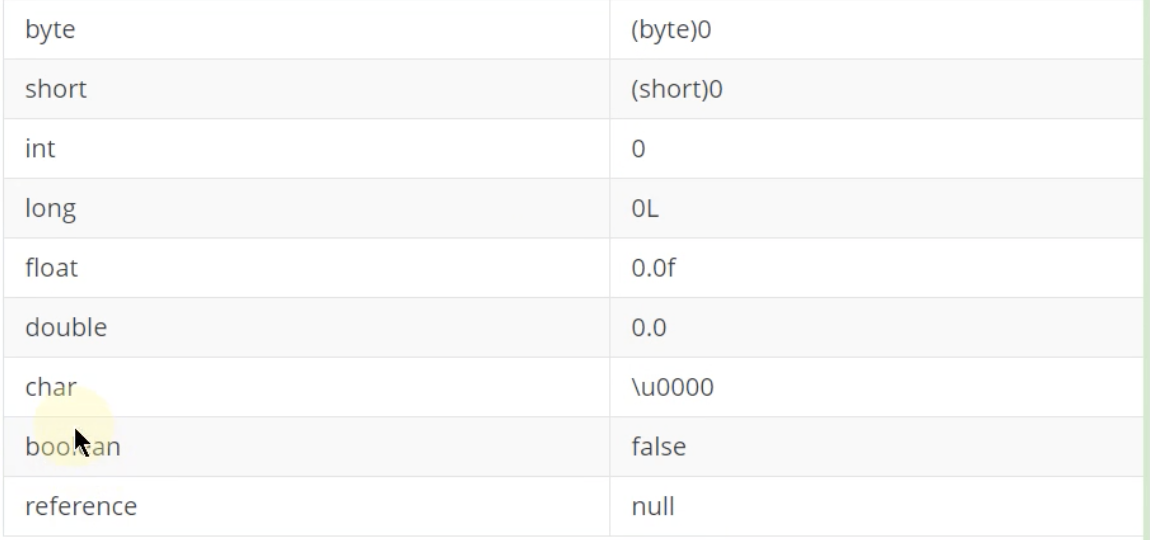 byte (byte)0
short (short)0
int 0
long 0L
float 0.0f
double 0.0
char \u0000
boolean false
reference null